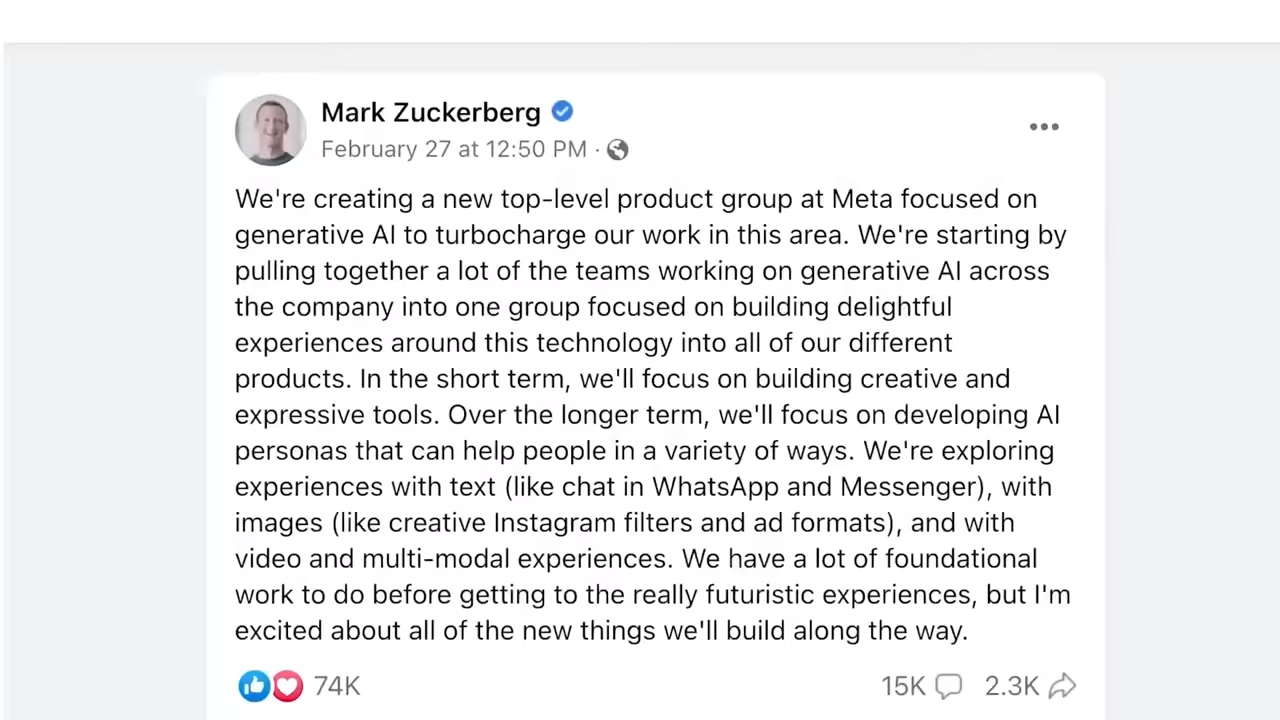 Mark Zuckerberg
February 27 at 12:50 PM ·
We're creating a new top-level product group at Meta focused on
generative AI to turbocharge our work in this area. We're starting by
pulling together a lot of the teams working on generative AI across
the company into one group focused on building delightful
experiences around this technology into all of our different
products. In the short term, we'll focus on building creative and
expressive tools. Over the longer term, we'll focus on developing AI
personas that can help people in a variety of ways. We're exploring
experiences with text (like chat in WhatsApp and Messenger), with
images (like creative Instagram filters and ad formats), and with
video and multi-modal experiences. We have a lot of foundational
work to do before getting to the really futuristic experiences, but I'm
excited about all of the new things we'll build along the way.
74K 15K 2.3K